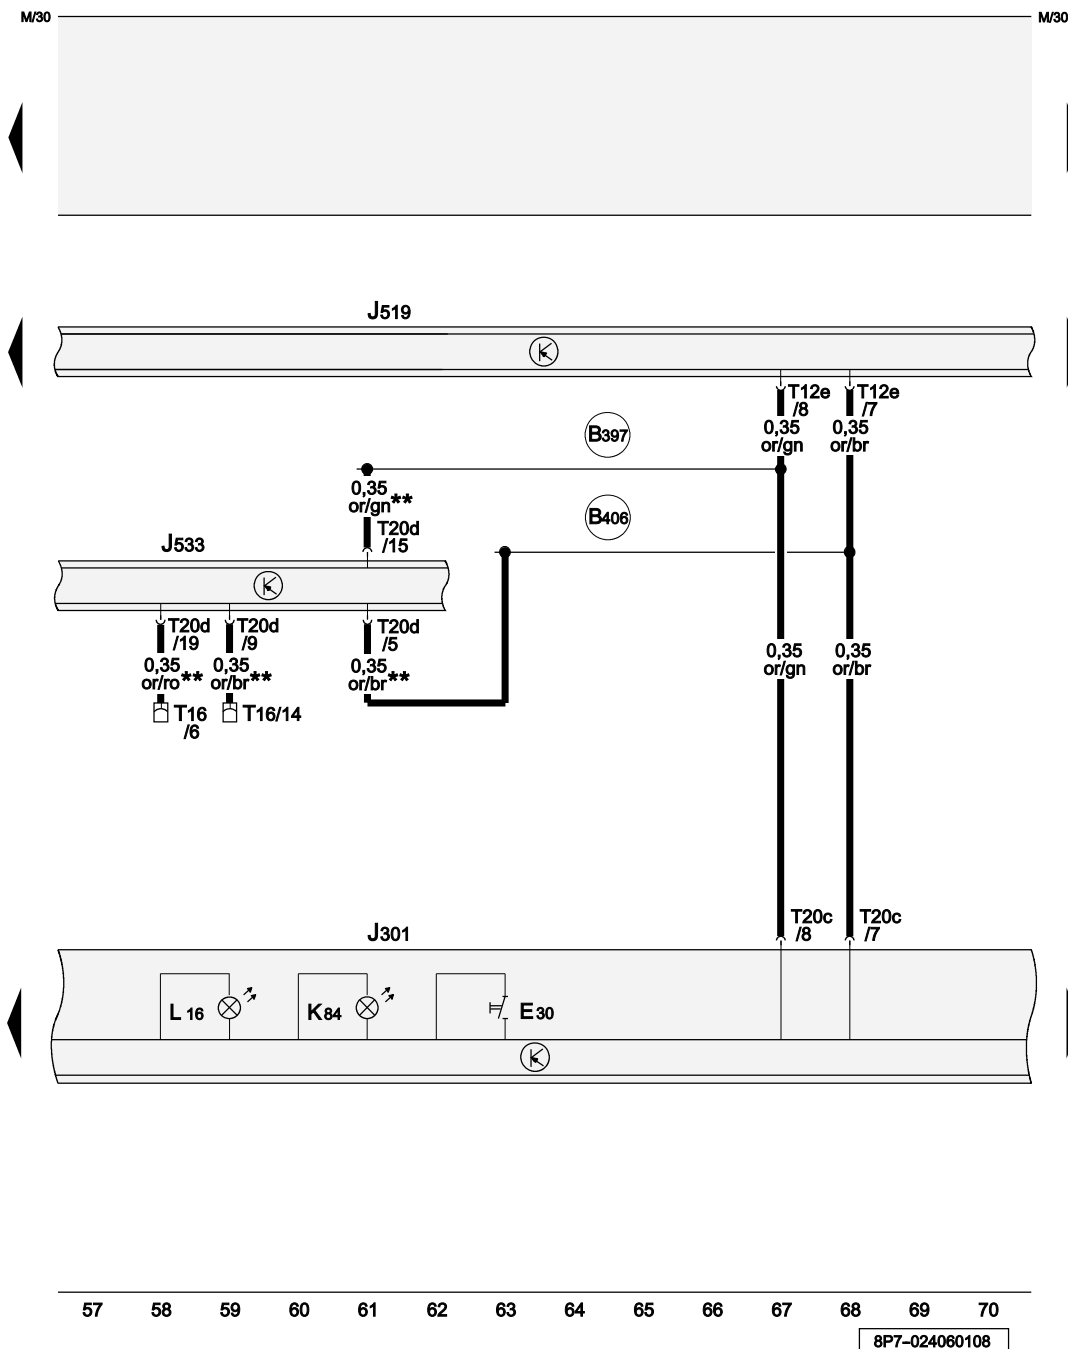 M/30
M/30
J519
T12e
/8
T12e
/7
0,35
or/gn
0,35
or/br
B397
0,35
or/gn**
T20d
/15
B406
J533
T20d
/19
T20d
/9
T20d
/5
0,35
or/ro**
0,35
or/br**
0,35
or/br**
0,35
or/gn
0,35
or/br
T16
/6
T16/14
T20c
/8
T20c
/7
J301
L16
K84
E30
57 58 59 60 61 62 63 64 65 66 67 68 69 70
8P7-024060108